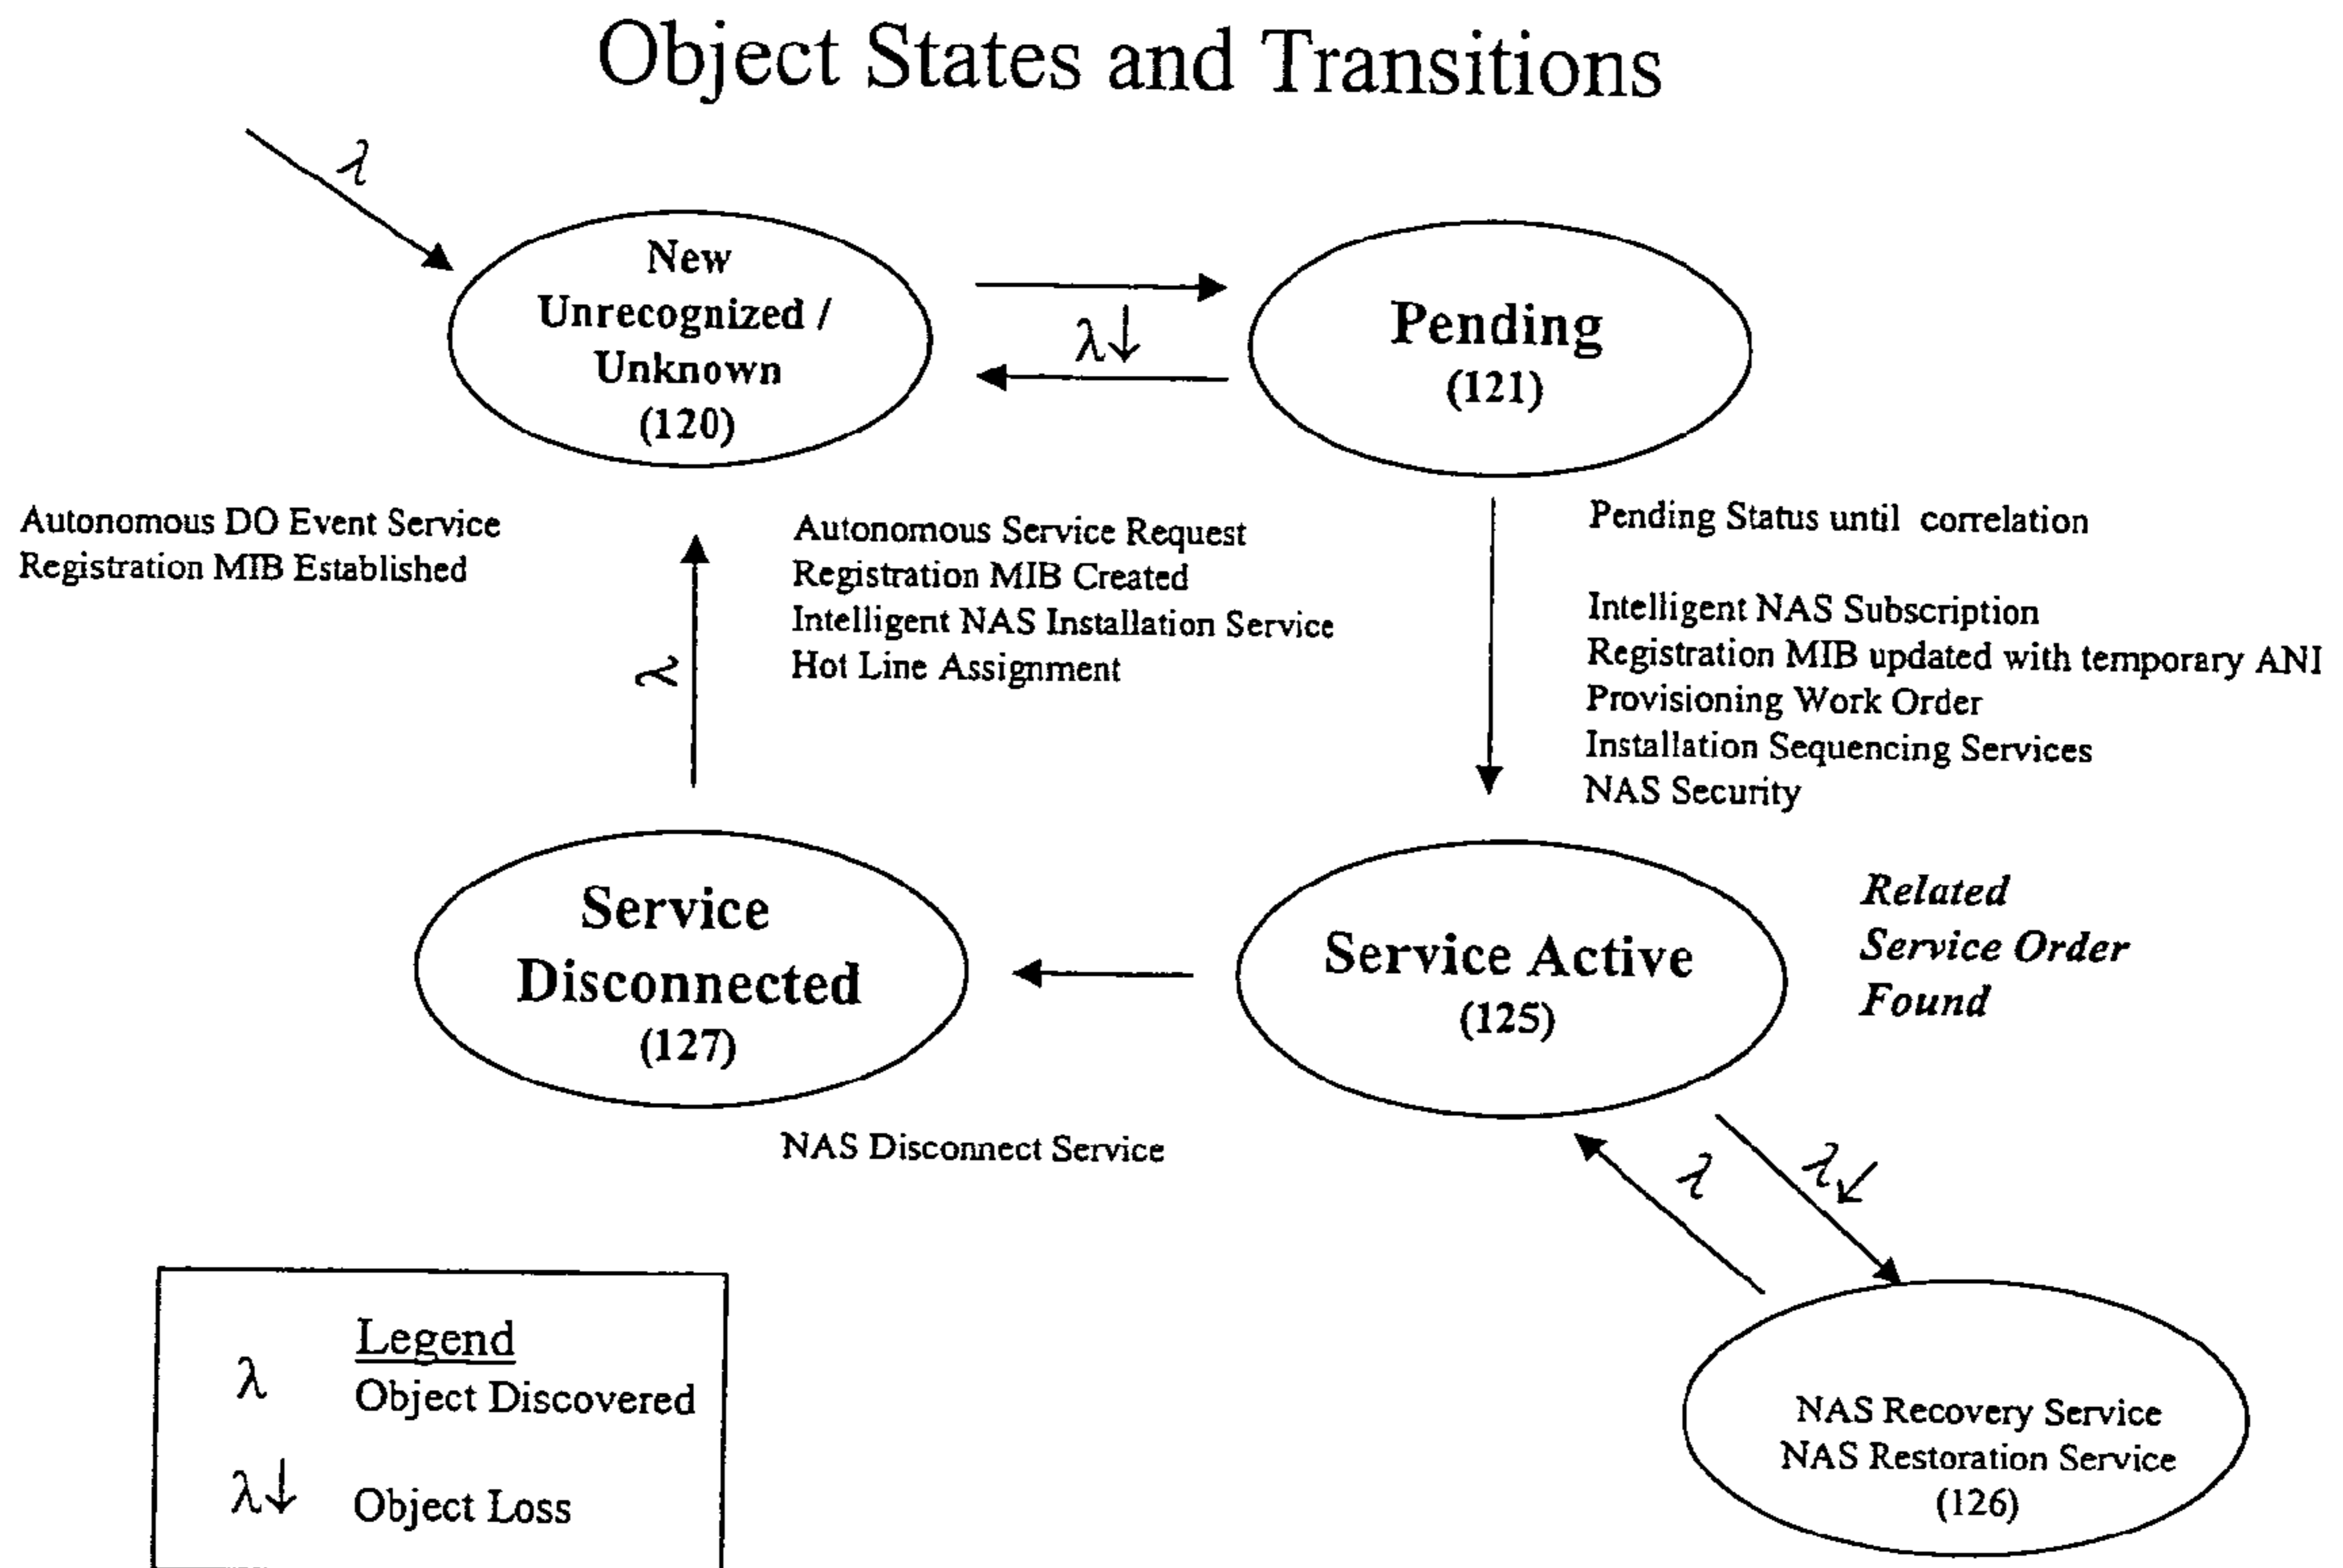 Object States and Transitions
λ
New
Unrecognized /
Unknown
(120)
λ↓
Pending
(121)
Autonomous DO Event Service
Registration MIB Established
λ
Autonomous Service Request
Registration MIB Created
Intelligent NAS Installation Service
Hot Line Assignment
Pending Status until correlation
Intelligent NAS Subscription
Registration MIB updated with temporary ANI
Provisioning Work Order
Installation Sequencing Services
NAS Security
Service
Disconnected
(127)
Service Active
(125)
Related
Service Order
Found
NAS Disconnect Service
λ
λ↓
Legend
λ Object Discovered
λ↓ Object Loss
NAS Recovery Service
NAS Restoration Service
(126)